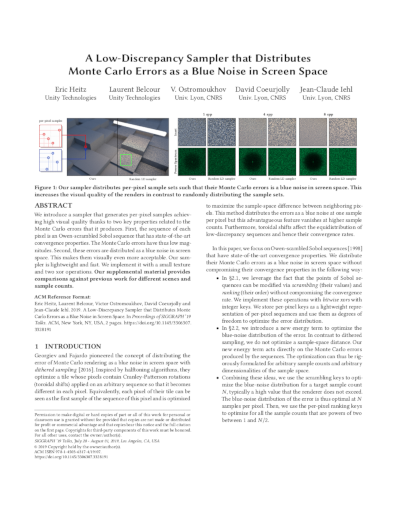 A Low-Discrepancy Sampler that Distributes
Monte Carlo Errors as a Blue Noise in Screen Space
Eric Heitz
Unity Technologies
Laurent Belcour
Unity Technologies
V. Ostromoukhov
Univ. Lyon, CNRS
David Coeurjolly
Univ. Lyon, CNRS
Jean-Claude Iehl
Univ. Lyon, CNRS
per-pixel sample sets
1 spp
4 spp
Figure 1: Our sampler distributes per-pixel sample sets such that their Monte Carlo errors is a blue noise in screen space. This
increases the visual quality of the renders in contrast to randomly distributing the sample sets.
ABSTRACT
We introduce a sampler that generates per-pixel samples achiev-
ing high visual quality thanks to two key properties related to the
Monte Carlo errors that it produces. First, the sequence of each
pixel is an Owen-scrambled Sobol sequence that has state-of-the-art
convergence properties. The Monte Carlo errors have thus low mag-
nitudes. Second, these errors are distributed as a blue noise in screen
space. This makes them visually even more acceptable. Our sam-
pler is lightweight and fast. We implement it with a small texture
and two xor operations. Our supplemental material provides
comparisons against previous work for different scenes and
sample counts.
ACM Reference Format:
Eric Heitz, Laurent Belcour, Victor Ostromoukhov, David Coeurjolly and
Jean-Claude Iehl. 2019. A Low-Discrepancy Sampler that Distributes Monte
Carlo Errors as a Blue Noise in Screen Space. In Proceedings of SIGGRAPH '19
Talks. ACM, New York, NY, USA, 2 pages. https://doi.org/10.1145/3306307.
3328191
1 INTRODUCTION
Georgiev and Fajardo pioneered the concept of distributing the
error of Monte Carlo rendering as a blue noise in screen space with
dithered sampling [2016]. Inspired by halftoning algorithms, they
optimize a tile whose pixels contain Cranley-Patterson rotations
(toroidal shifts) applied on an arbitrary sequence so that it becomes
different in each pixel. Equivalently, each pixel of their tile can be
seen as the first sample of the sequence of this pixel and is optimized
Permission to make digital or hard copies of part or all of this work for personal or
classroom use is granted without fee provided that copies are not made or distributed
for profit or commercial advantage and that copies bear this notice and the full citation
on the first page. Copyrights for third-party components of this work must be honored.
For all other uses, contact the owner/author(s).
SIGGRAPH '19 Talks, July 28 - August 01, 2019, Los Angeles, CA, USA
© 2019 Copyright held by the owner/author(s).
ACM ISBN 978-1-4503-6317-4/19/07.
https://doi.org/10.1145/3306307.3328191
to maximize the sample-space difference between neighboring pix-
els. This method distributes the errors as a blue noise at one sample
per pixel but this advantageous feature vanishes at higher sample
counts. Furthermore, toroidal shifts affect the equidistribution of
low-discrepancy sequences and hence their convergence rates.
In this paper, we focus on Owen-scrambled Sobol sequences [1998]
that have state-of-the-art convergence properties. We distribute
their Monte Carlo errors as a blue noise in screen space without
compromising their convergence properties in the following way:
• In §2.1, we leverage the fact that the points of Sobol se-
quences can be modified via scrambling (their values) and
ranking (their order) without compromising the convergence
rate. We implement these operations with bitwise xors with
integer keys. We store per-pixel keys as a lightweight repre-
sentation of per-pixel sequences and use them as degrees of
freedom to optimize the error distribution.
• In §2.2, we introduce a new energy term to optimize the
blue-noise distribution of the error. In contrast to dithered
sampling, we do not optimize a sample-space distance. Our
new energy term acts directly on the Monte Carlo errors
produced by the sequences. The optimization can thus be rig-
orously formulated for arbitrary sample counts and arbitrary
dimensionalities of the sample space.
• Combining these ideas, we use the scrambling keys to opti-
mize the blue noise distribution for a target sample count
N, typically a high value that the renderer does not exceed.
The blue-noise distribution of the error is thus optimal at N
samples per pixel. Then, we use the per-pixel ranking keys
to optimize for all the sample counts that are powers of two
between 1 and N/2.